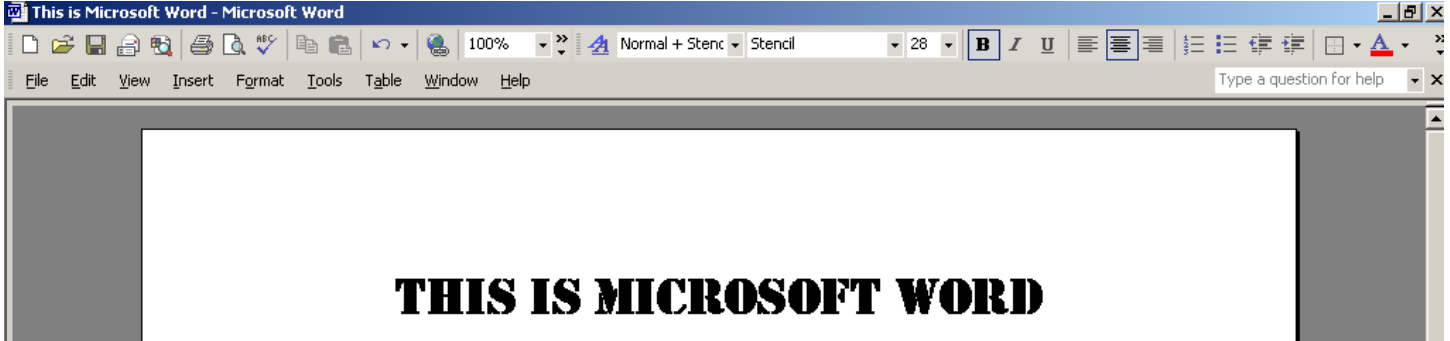 This is Microsoft Word - Microsoft Word
100% Normal + Stenc Stencil 28 B I U A
File Edit View Insert Format Tools Table Window Help Type a question for help
THIS IS MICROSOFT WORD